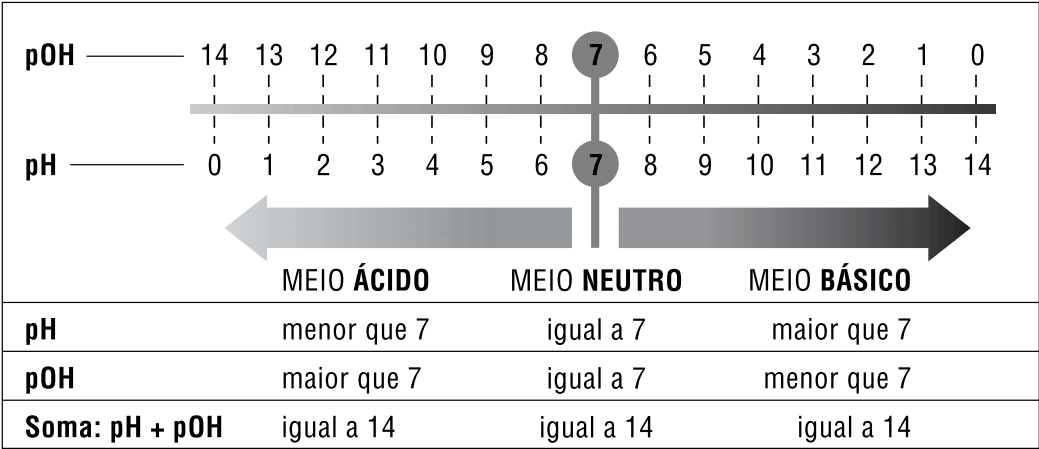 pOH 14 13 12 11 10 9 8 7 6 5 4 3 2 1 0
pH 0 1 2 3 4 5 6 7 8 9 10 11 12 13 14
MEIO ÁCIDO MEIO NEUTRO MEIO BÁSICO
pH menor que 7 igual a 7 maior que 7
pOH maior que 7 igual a 7 menor que 7
Soma: pH + pOH igual a 14 igual a 14 igual a 14